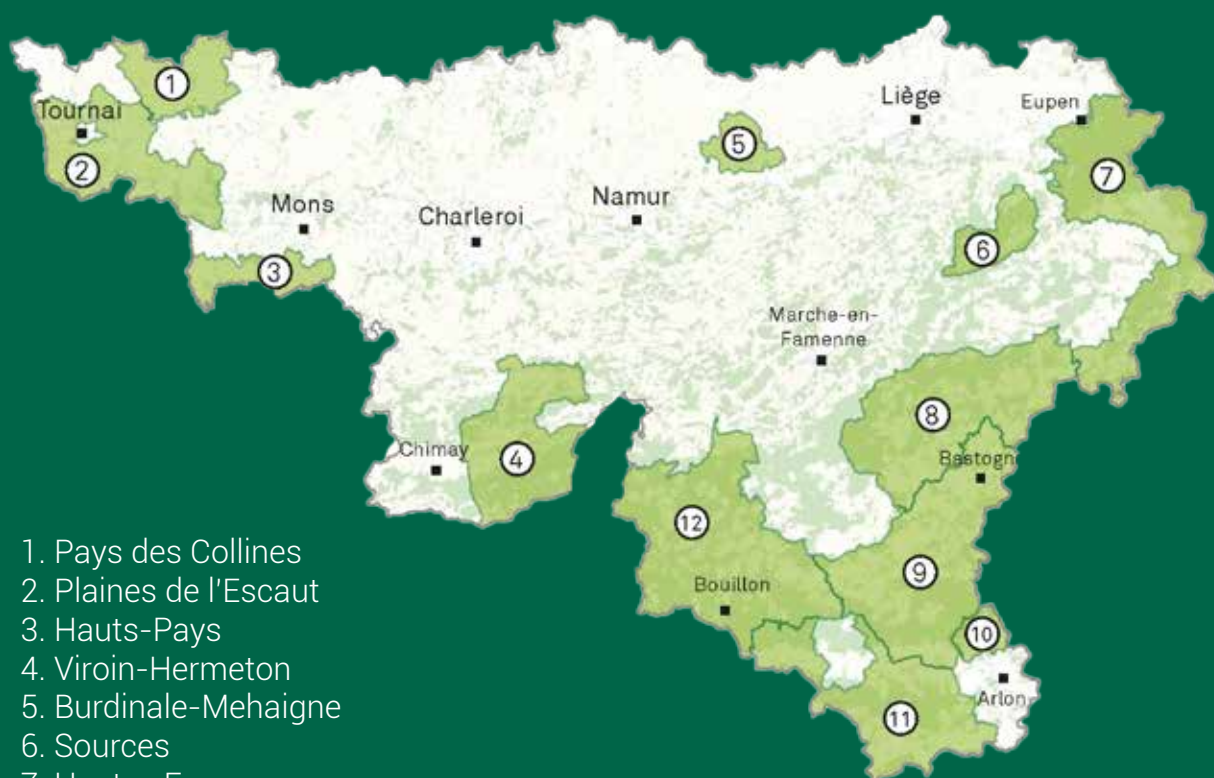 1
Tournai
2
Mons
3
Charleroi
Namur
5
Liège
Eupen
7
6
Marche-en-
Famenne
8
Chimay
4
Bastogn
12
9
Bouillon
10
Arlon
11
1. Pays des Collines
2. Plaines de l'Escaut
3. Hauts-Pays
4. Viroin-Hermeton
5. Burdinale-Mehaigne
6. Sources